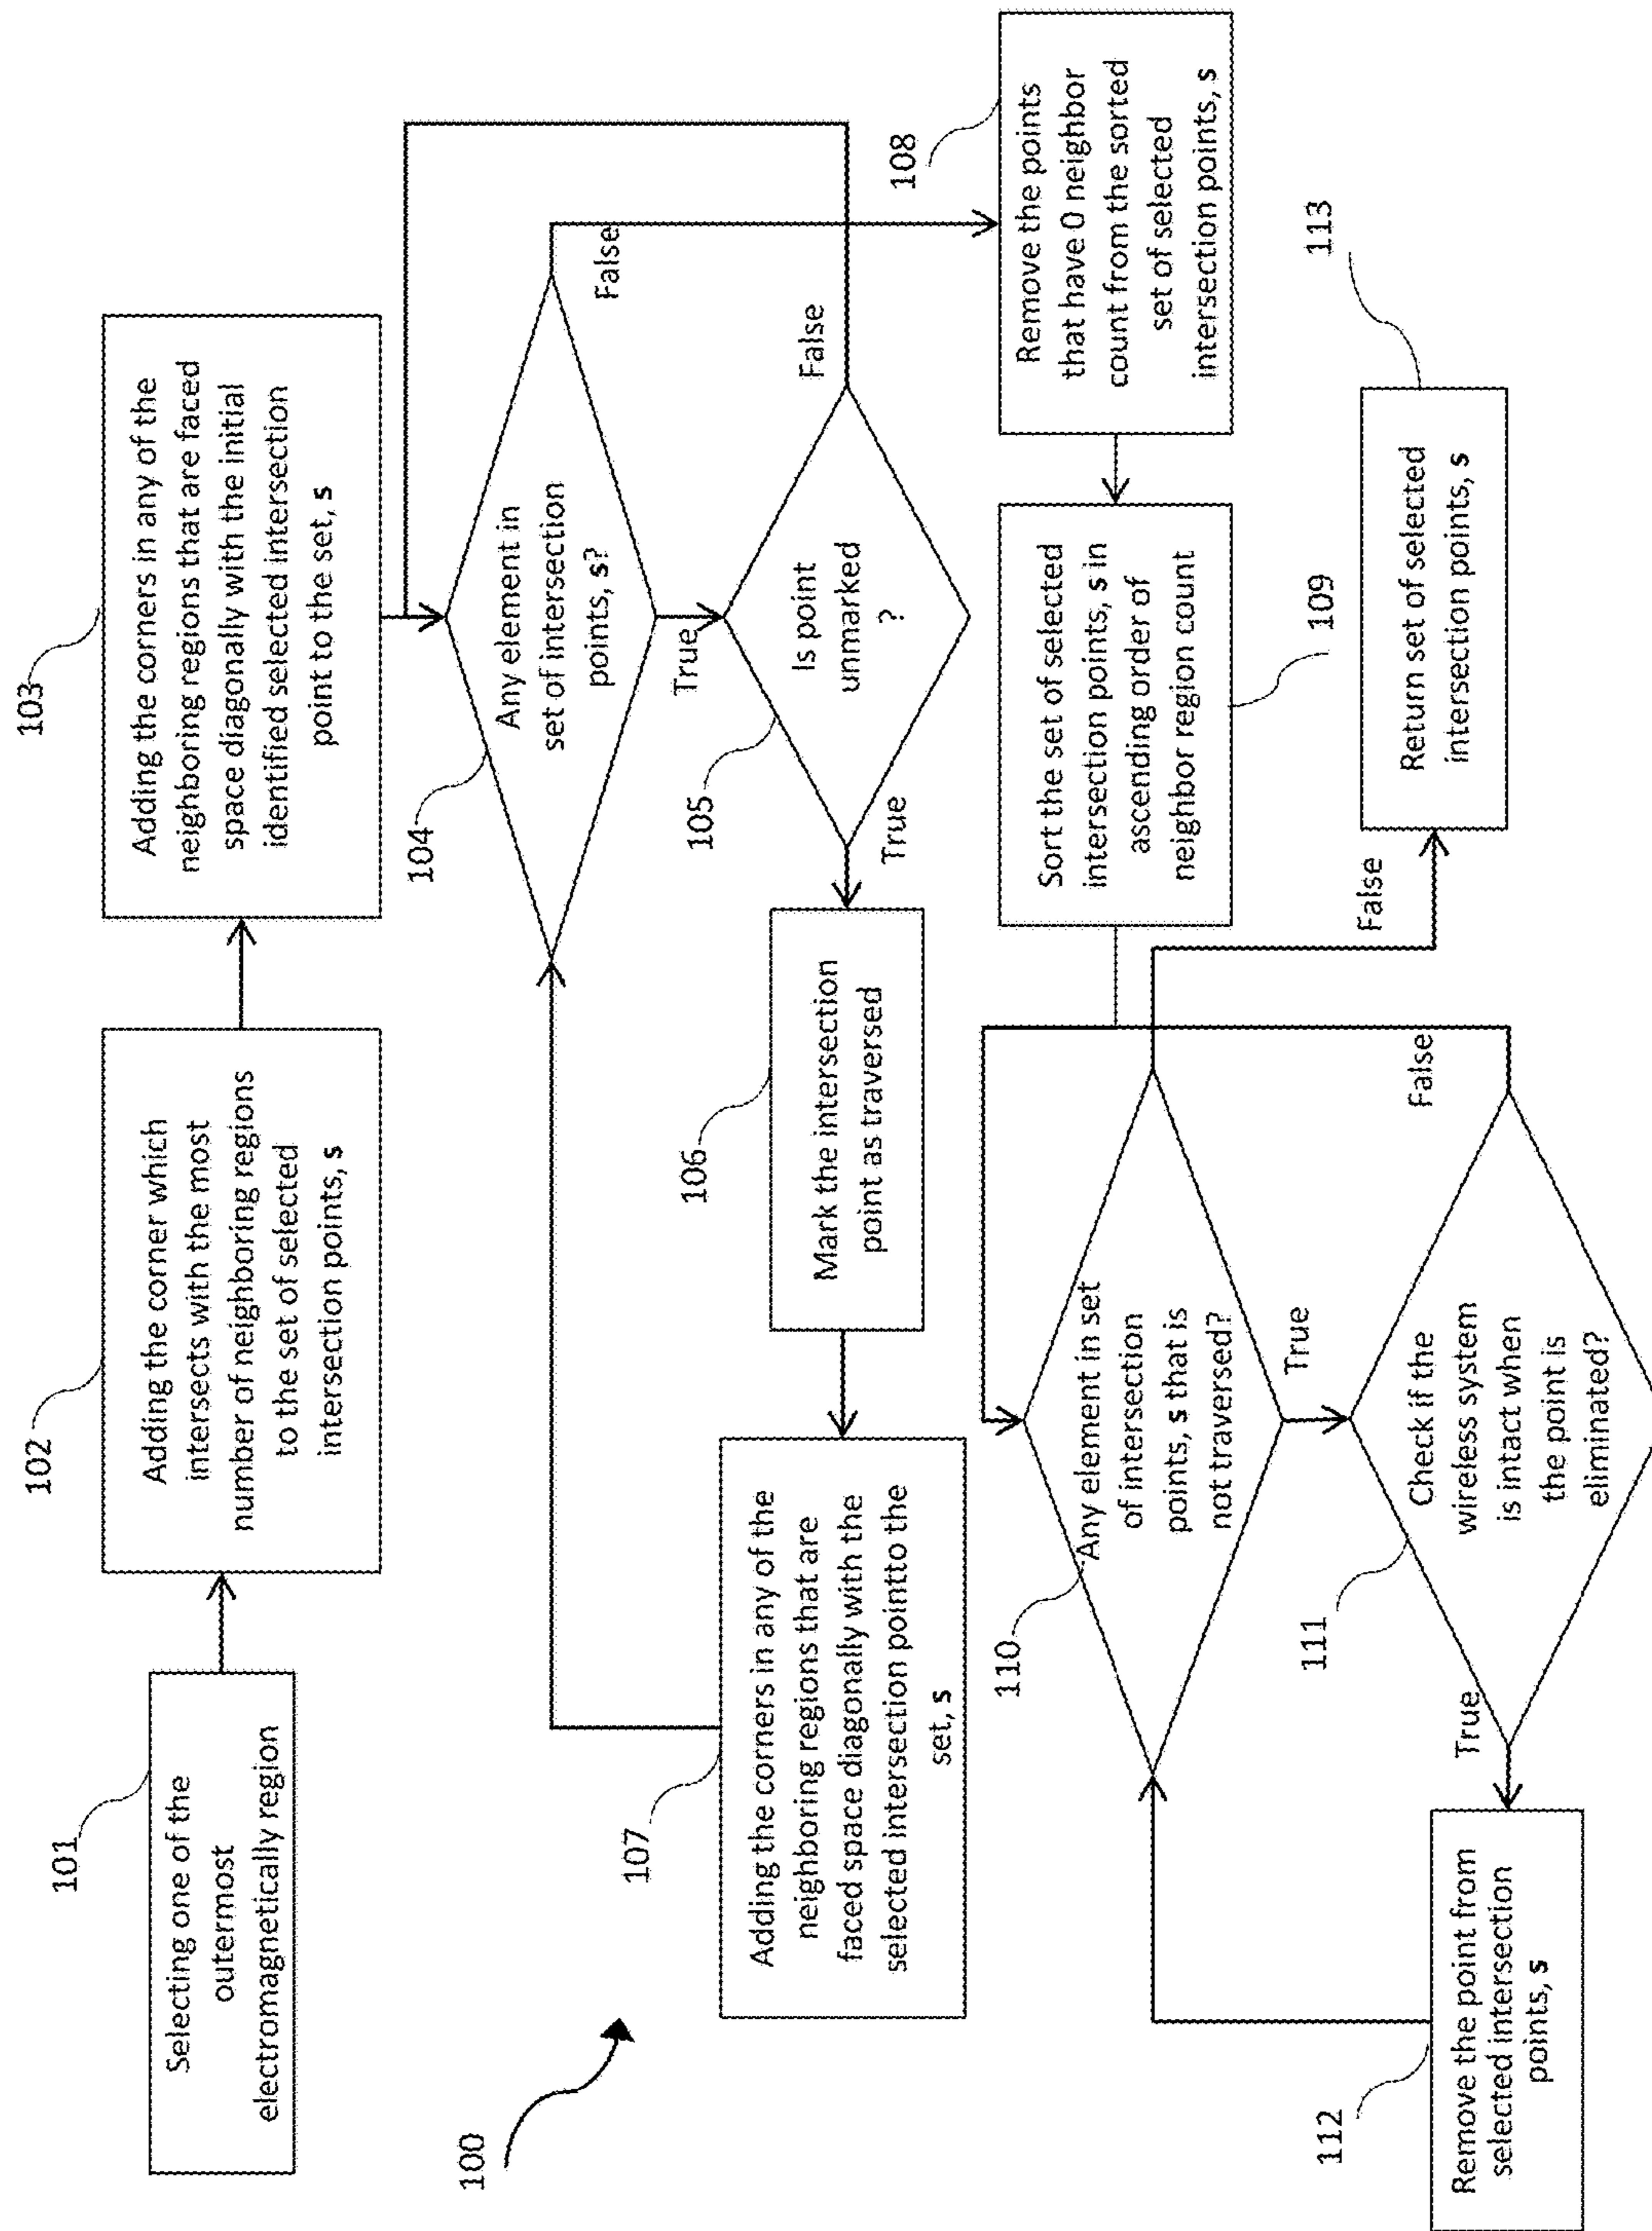 100
101
Selecting one of the
outermost
electromagnetically region
102
Adding the corner which
intersects with the most
number of neighboring regions
to the set of selected
intersection points, s
103
Adding the corners in any of the
neighboring regions that are faced
space diagonally with the initial
identified selected intersection
point to the set, s
104
Any element in
set of intersection
points, s?
False
True
105
Is point
unmarked
?
False
True
106
Mark the intersection
point as traversed
107
Adding the corners in any of the
neighboring regions that are
faced space diagonally with the
selected intersection pointto the
set, s
108
Remove the points
that have 0 neighbor
count from the sorted
set of selected
intersection points, s
109
Sort the set of selected
intersection points, s in
ascending order of
neighbor region count
110
Any element in set
of intersection
points, s that is
not traversed?
False
True
111
Check if the
wireless system
is intact when
the point is
eliminated?
False
True
112
Remove the point from
selected intersection
points, s
113
Return set of selected
intersection points, s